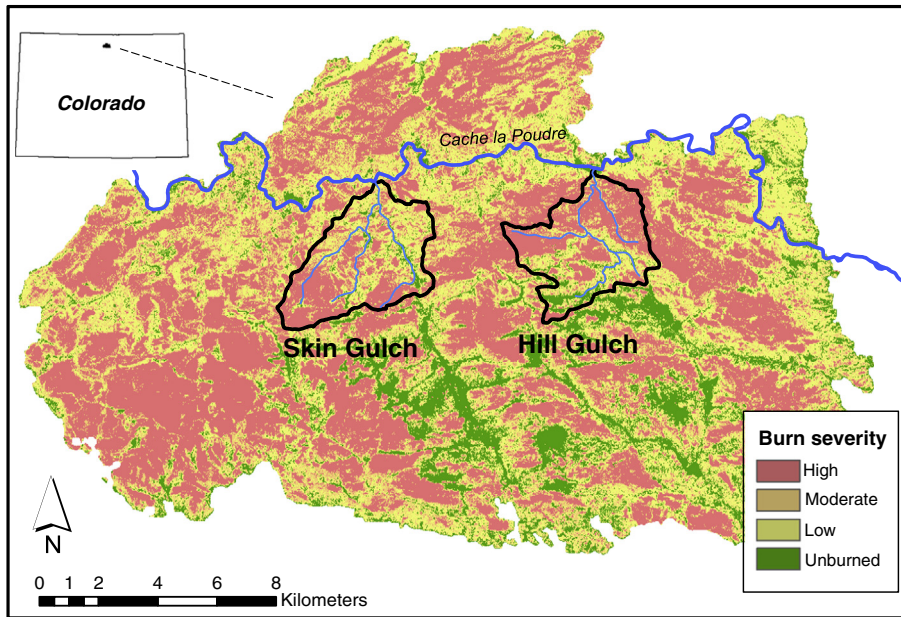 Colorado
Cache la Poudre
Skin Gulch
Hill Gulch
Burn severity
High
Moderate
Low
Unburned
N
0 1 2 4 6 8
Kilometers